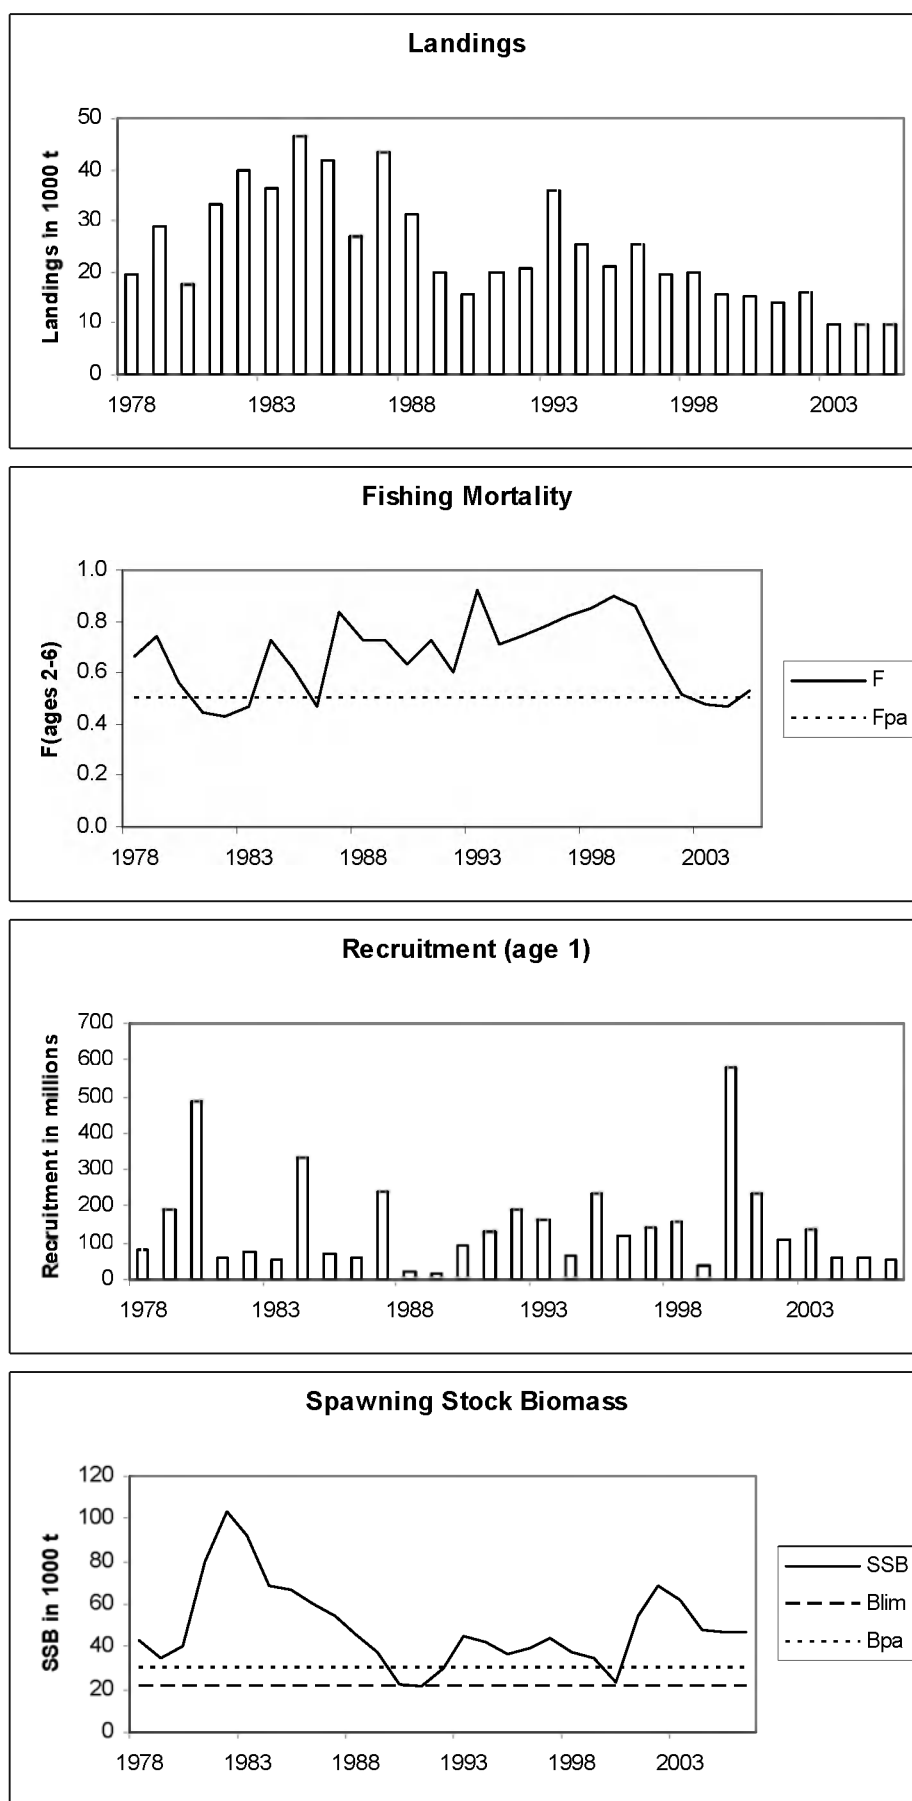 Landings
Landings in 1000 t
50
40
30
20
10
0
1978 1983 1988 1993 1998 2003
Fishing Mortality
F(ages 2-6)
1.0
0.8
0.6
0.4
0.2
0.0
1978 1983 1988 1993 1998 2003
F
Fpa
Recruitment (age 1)
Recruitment in millions
700
600
500
400
300
200
100
0
1978 1983 1988 1993 1998 2003
Spawning Stock Biomass
SSB in 1000 t
120
100
80
60
40
20
0
1978 1983 1988 1993 1998 2003
SSB
Blim
Bpa